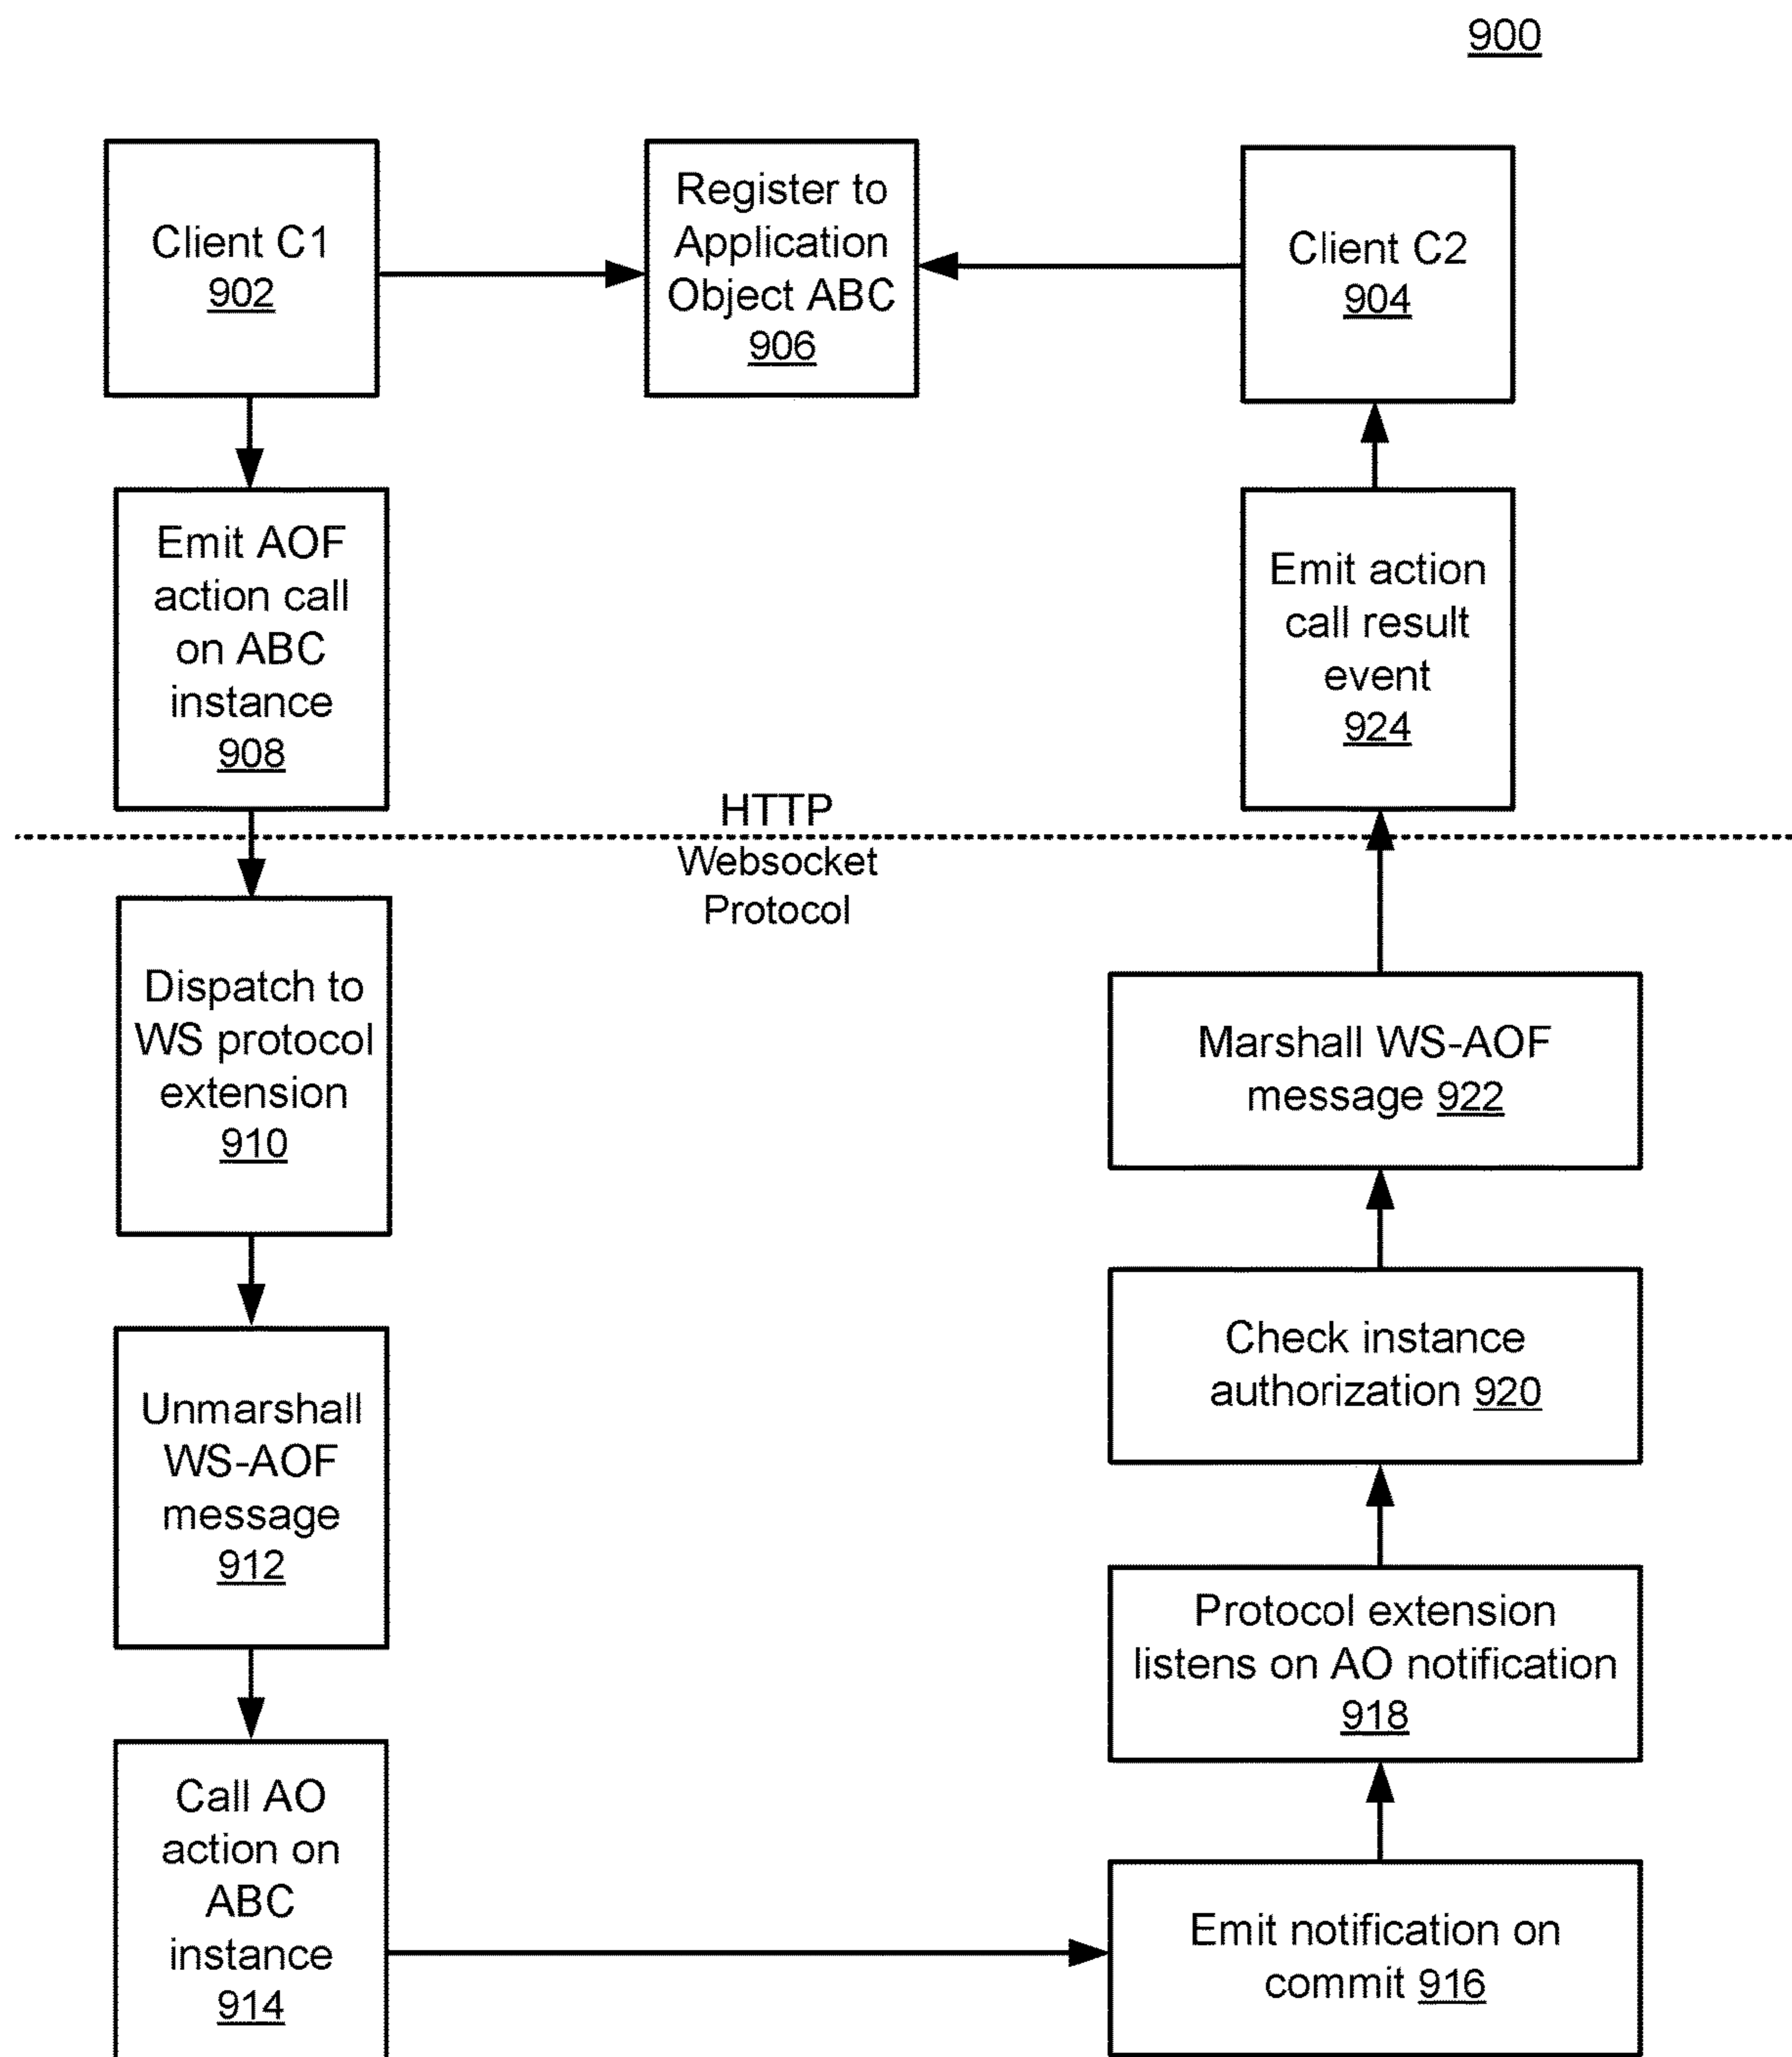 900
Client C1
902
Register to
Application
Object ABC
906
Client C2
904
Emit AOF
action call
on ABC
instance
908
Emit action
call result
event
924
HTTP
Websocket
Protocol
Dispatch to
WS protocol
extension
910
Marshall WS-AOF
message 922
Unmarshall
WS-AOF
message
912
Check instance
authorization 920
Protocol extension
listens on AO notification
918
Call AO
action on
ABC
instance
914
Emit notification on
commit 916